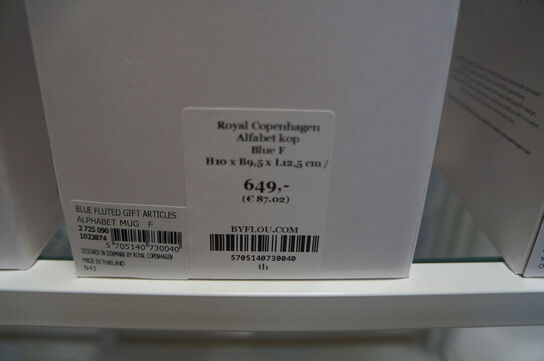 Royal Copenhagen
Alfabet kop
Blue F
H10 x B9,5 x L12,5 cm /
649,-
(€ 87.02)
BYFLOU.COM
5705140730040
th
BLUE FLUTED GIFT ARTICLES
ALPHABET MUG F
2 725 090
1023874
5 705140 730040
DESIGNED IN DENMARK BY ROYAL COPENHAGEN
MADE IN THAILAND